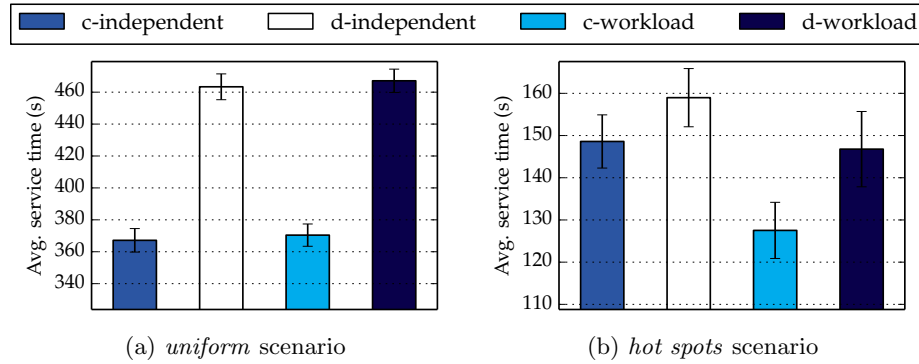 c-independent d-independent c-workload d-workload
Avg. service time (s)
460
440
420
400
380
360
340
(a) uniform scenario
Avg. service time (s)
160
150
140
130
120
110
(b) hot spots scenario